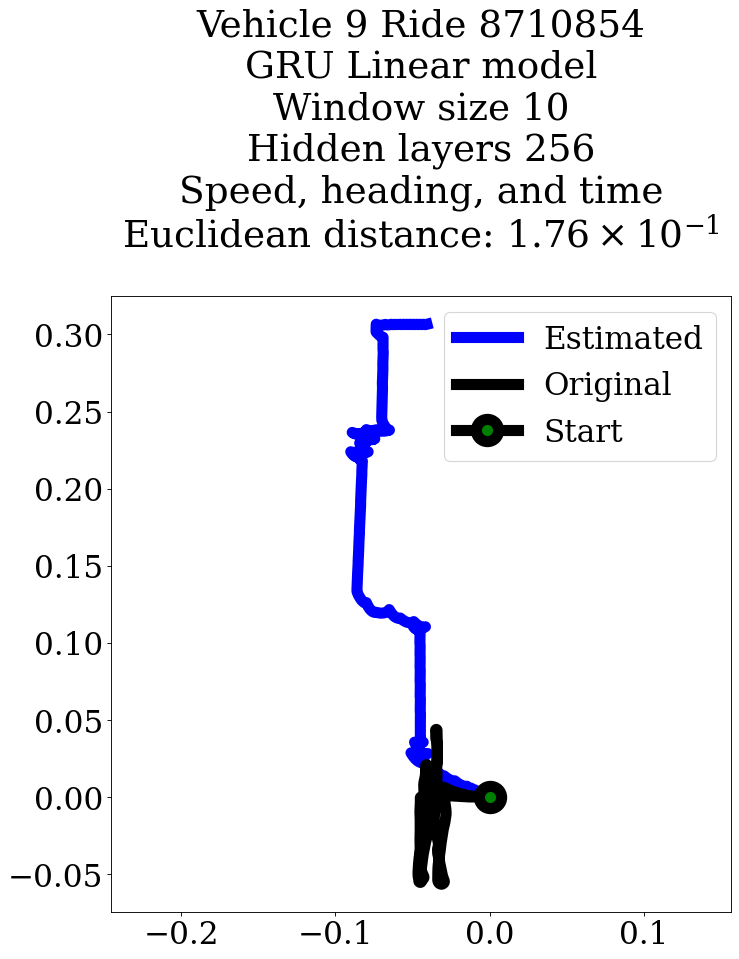 Vehicle 9 Ride 8710854
GRU Linear model
Window size 10
Hidden layers 256
Speed, heading, and time
Euclidean distance: 1.76 × 10⁻¹
Estimated
Original
Start
0.30
0.25
0.20
0.15
0.10
0.05
0.00
−0.05
−0.2 −0.1 0.0 0.1